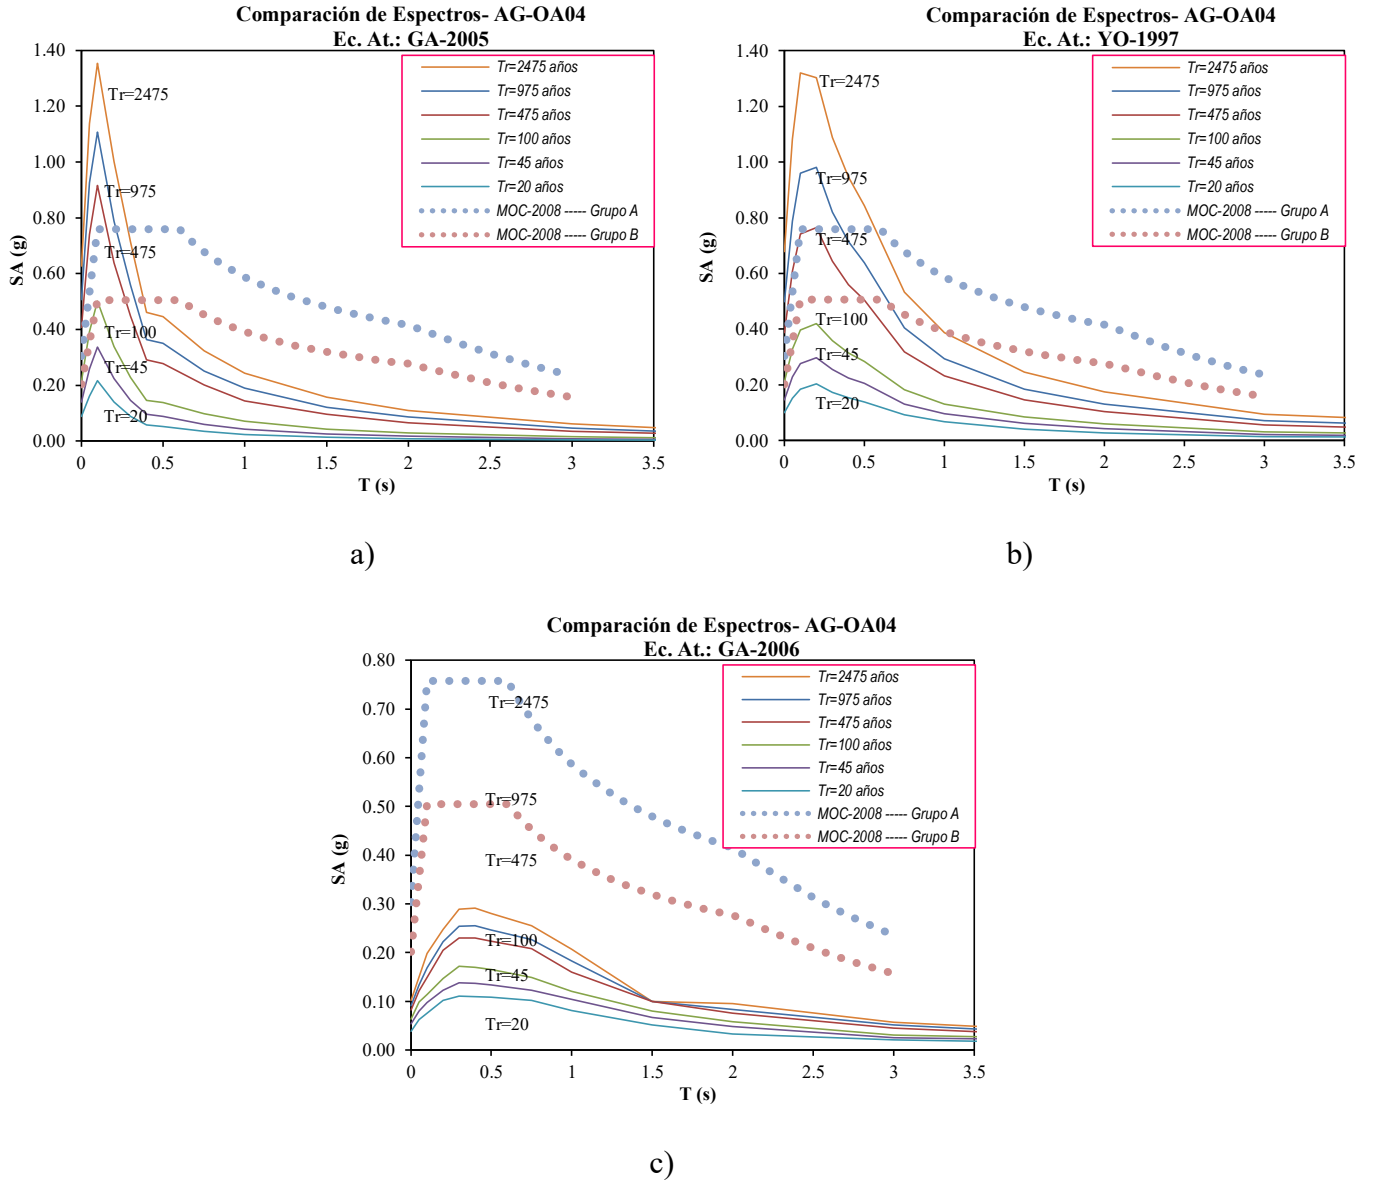 Comparación de Espectros- AG-OA04
Ec. At.: GA-2005
1.40
1.20
1.00
0.80
0.60
0.40
0.20
0.00
SA (g)
0 0.5 1 1.5 2 2.5 3 3.5
T (s)
Tr=2475
Tr=975
Tr=475
Tr=100
Tr=45
Tr=20
Tr=2475 años
Tr=975 años
Tr=475 años
Tr=100 años
Tr=45 años
Tr=20 años
MOC-2008 ----- Grupo A
MOC-2008 ----- Grupo B
a)
Comparación de Espectros- AG-OA04
Ec. At.: YO-1997
1.40
1.20
1.00
0.80
0.60
0.40
0.20
0.00
SA (g)
0 0.5 1 1.5 2 2.5 3 3.5
T (s)
Tr=2475
Tr=975
Tr=475
Tr=100
Tr=45
Tr=20
Tr=2475 años
Tr=975 años
Tr=475 años
Tr=100 años
Tr=45 años
Tr=20 años
MOC-2008 ----- Grupo A
MOC-2008 ----- Grupo B
b)
Comparación de Espectros- AG-OA04
Ec. At.: GA-2006
0.80
0.70
0.60
0.50
0.40
0.30
0.20
0.10
0.00
SA (g)
0 0.5 1 1.5 2 2.5 3 3.5
T (s)
Tr=2475
Tr=975
Tr=475
Tr=100
Tr=45
Tr=20
Tr=2475 años
Tr=975 años
Tr=475 años
Tr=100 años
Tr=45 años
Tr=20 años
MOC-2008 ----- Grupo A
MOC-2008 ----- Grupo B
c)